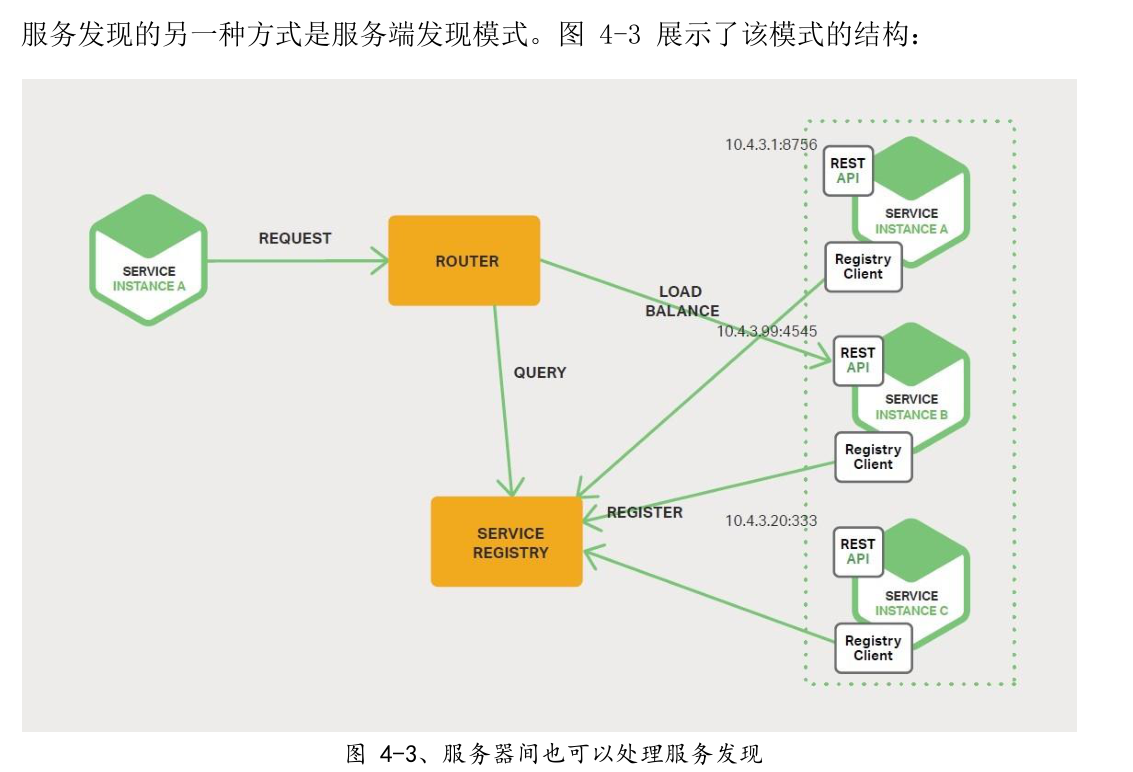 服务发现的另一种方式是服务端发现模式。图 4-3 展示了该模式的结构：
10.4.3.1:8756
REST
API
SERVICE
INSTANCE A
REQUEST
ROUTER
SERVICE
INSTANCE A
Registry
Client
LOAD
BALANCE
10.4.3.99:4545
REST
API
QUERY
SERVICE
INSTANCE B
Registry
Client
REGISTER
10.4.3.20:333
SERVICE
REGISTRY
REST
API
SERVICE
INSTANCE C
Registry
Client
图 4-3、服务器间也可以处理服务发现